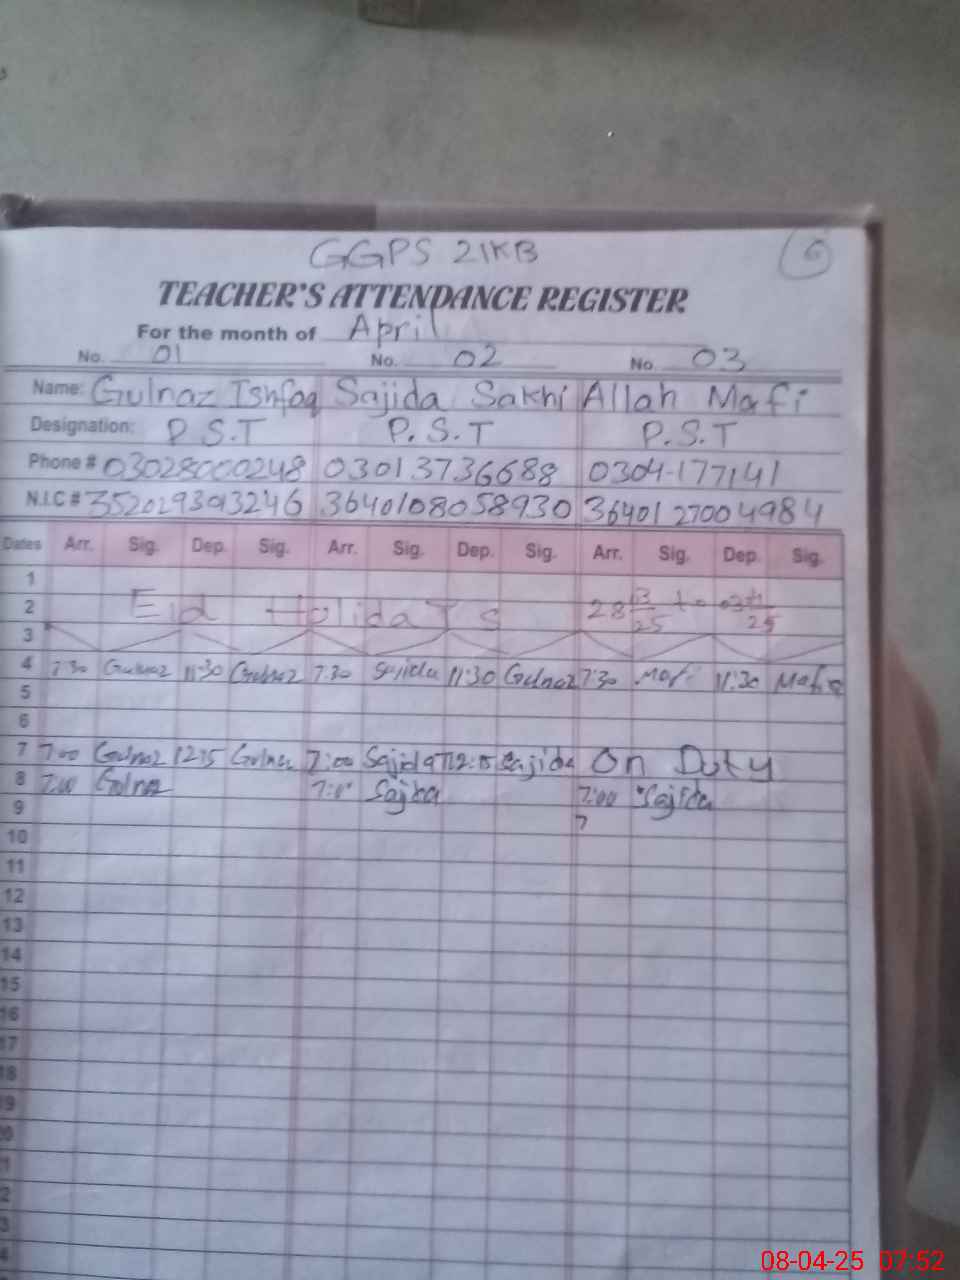 GGPS 21KB
6
TEACHER'S ATTENDANCE REGISTER
For the month of April
No. 01 No. 02 No. 03
Name: Gulnaz Ishfaq Sajida Sakhi Allah Mafi
Designation: P.S.T P.S.T P.S.T
Phone # 03028000248 03013736688 0304-177141
N.I.C # 3520293013246 3640108058930 3640127004984
Dates Arr. Sig. Dep. Sig. Arr. Sig. Dep. Sig. Arr. Sig. Dep. Sig.
1
2 Eid Holidays 28 3/25 to 03 4/25
3
4 7:30 Gulnaz 11:30 Gulnaz 7:30 Sajida 11:30 Gulnaz 7:30 Mafi 11:30 Mafi
5
6
7 7:00 Gulnaz 12:15 Gulnaz 7:00 Sajida 12:15 Sajida On Duty
8 7:00 Gulnaz 7:0 Sajida 7:00 Sajida
9 7
10
11
12
13
14
15
16
17
18
19
20
08-04-25 07:52